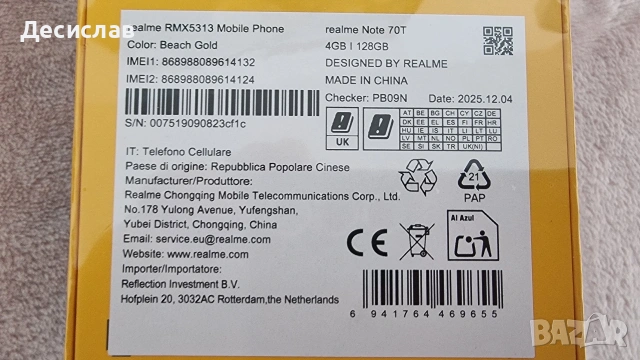 Десислав
realme RMX5313 Mobile Phone
Color: Beach Gold
IMEI1: 868988089614132
IMEI2: 868988089614124
S/N: 007519090823cf1c
realme Note 70T
4GB | 128GB
DESIGNED BY REALME
MADE IN CHINA
Checker: PB09N Date: 2025.12.04
UK
AT BE BG CH CY CZ
DK EE EL ES FI FR HR
HU IE IS IT LI LT LU
LV MT NL NO PL PT
RO SE SI SK TR UK(NI)
IT: Telefono Cellulare
Paese di origine: Repubblica Popolare Cinese
Manufacturer/Produttore:
Realme Chongqing Mobile Telecommunications Corp., Ltd.
No.178 Yulong Avenue, Yufengshan,
Yubei District, Chongqing, China
Email: service.eu@realme.com
Website: www.realme.com
Importer/Importatore:
Reflection Investment B.V.
Hofplein 20, 3032AC Rotterdam,the Netherlands
21
PAP
CE
Al Azul
6 941764 469655
BAZAR.BG